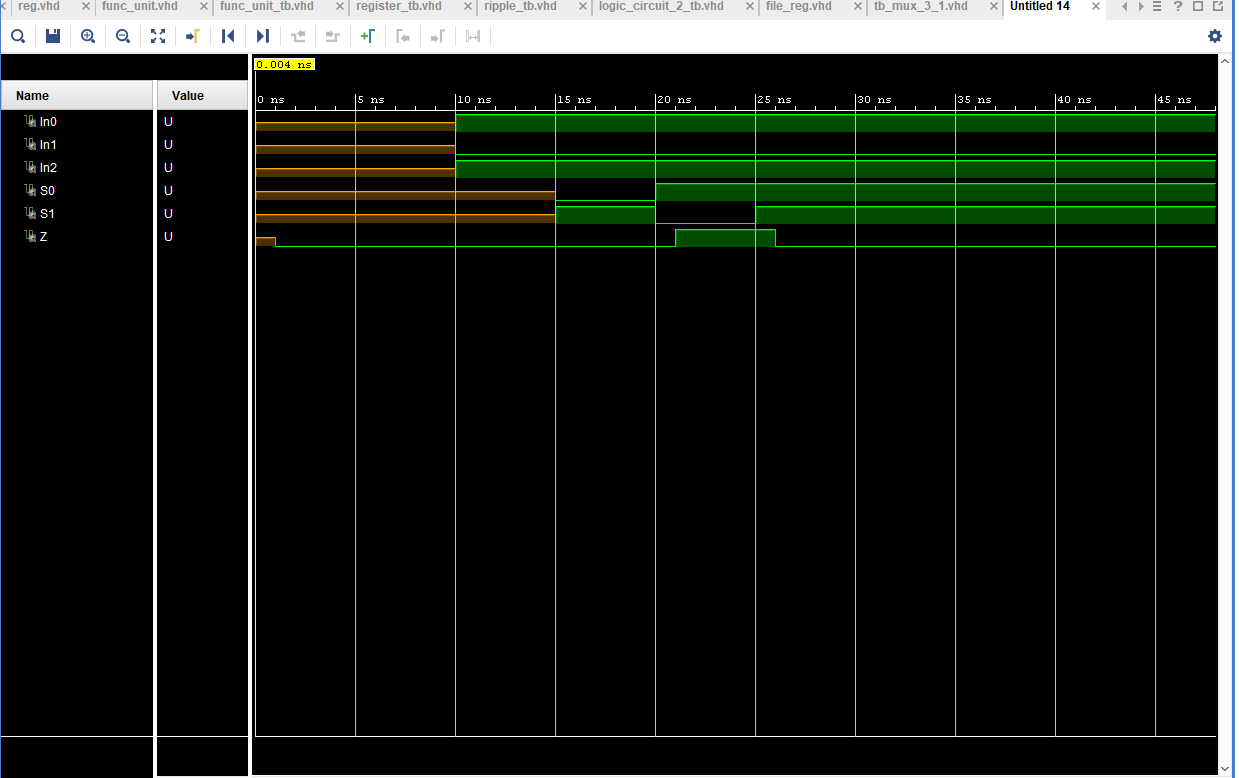 reg.vhd func_unit.vhd func_unit_tb.vhd register_tb.vhd ripple_tb.vhd logic_circuit_2_tb.vhd file_reg.vhd tb_mux_3_1.vhd Untitled 14
0.004 ns
Name Value 0 ns 5 ns 10 ns 15 ns 20 ns 25 ns 30 ns 35 ns 40 ns 45 ns
In0 U
In1 U
In2 U
S0 U
S1 U
Z U